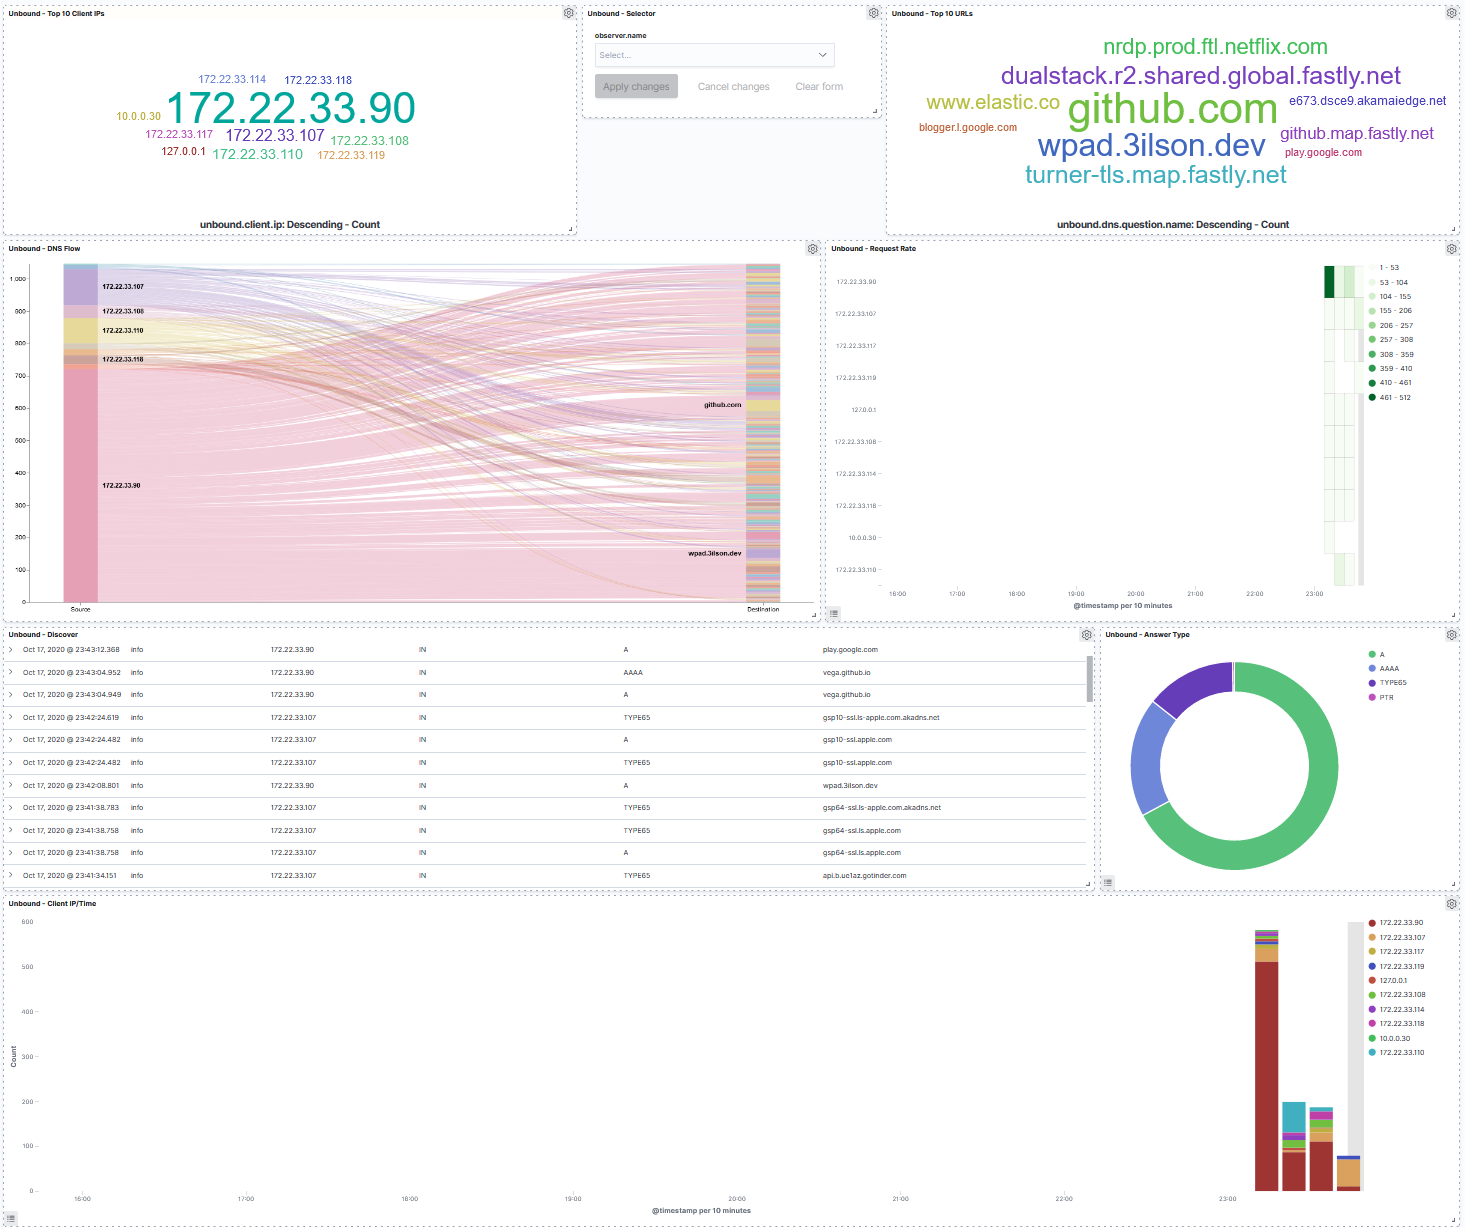 Unbound - Top 10 Client IPs
172.22.33.114 172.22.33.118
172.22.33.90
10.0.0.30
172.22.33.117 172.22.33.107 172.22.33.108
127.0.0.1 172.22.33.110 172.22.33.119
unbound.client.ip: Descending - Count
Unbound - Selector
observer.name
Select...
Apply changes Cancel changes Clear form
Unbound - Top 10 URLs
nrdp.prod.ftl.netflix.com
dualstack.r2.shared.global.fastly.net
www.elastic.co github.com e673.dsce9.akamaiedge.net
blogger.l.google.com
github.map.fastly.net
wpad.3ilson.dev play.google.com
turner-tls.map.fastly.net
unbound.dns.question.name: Descending - Count
Unbound - DNS Flow
1,000
900
800
700
600
500
400
300
200
100
0
172.22.33.107
172.22.33.108
172.22.33.110
172.22.33.118
172.22.33.90
github.com
wpad.3ilson.dev
Source Destination
Unbound - Request Rate
172.22.33.90
172.22.33.107
172.22.33.117
172.22.33.119
127.0.0.1
172.22.33.108
172.22.33.114
172.22.33.118
10.0.0.30
172.22.33.110
16:00 17:00 18:00 19:00 20:00 21:00 22:00 23:00
@timestamp per 10 minutes
1 - 53
53 - 104
104 - 155
155 - 206
206 - 257
257 - 308
308 - 359
359 - 410
410 - 461
461 - 512
Unbound - Discover
Oct 17, 2020 @ 23:43:12.368 info 172.22.33.90 IN A play.google.com
Oct 17, 2020 @ 23:43:04.952 info 172.22.33.90 IN AAAA vega.github.io
Oct 17, 2020 @ 23:43:04.949 info 172.22.33.90 IN A vega.github.io
Oct 17, 2020 @ 23:42:24.619 info 172.22.33.107 IN TYPE65 gsp10-ssl.ls-apple.com.akadns.net
Oct 17, 2020 @ 23:42:24.482 info 172.22.33.107 IN A gsp10-ssl.apple.com
Oct 17, 2020 @ 23:42:24.482 info 172.22.33.107 IN TYPE65 gsp10-ssl.apple.com
Oct 17, 2020 @ 23:42:08.801 info 172.22.33.90 IN A wpad.3ilson.dev
Oct 17, 2020 @ 23:41:38.783 info 172.22.33.107 IN TYPE65 gsp64-ssl.ls-apple.com.akadns.net
Oct 17, 2020 @ 23:41:38.758 info 172.22.33.107 IN TYPE65 gsp64-ssl.ls.apple.com
Oct 17, 2020 @ 23:41:38.758 info 172.22.33.107 IN A gsp64-ssl.ls.apple.com
Oct 17, 2020 @ 23:41:34.151 info 172.22.33.107 IN TYPE65 api.b.ue1az.gotinder.com
Unbound - Answer Type
A
AAAA
TYPE65
PTR
Unbound - Client IP/Time
600
500
400
300
200
100
0
Count
16:00 17:00 18:00 19:00 20:00 21:00 22:00 23:00
@timestamp per 10 minutes
172.22.33.90
172.22.33.107
172.22.33.117
172.22.33.119
127.0.0.1
172.22.33.108
172.22.33.114
172.22.33.118
10.0.0.30
172.22.33.110